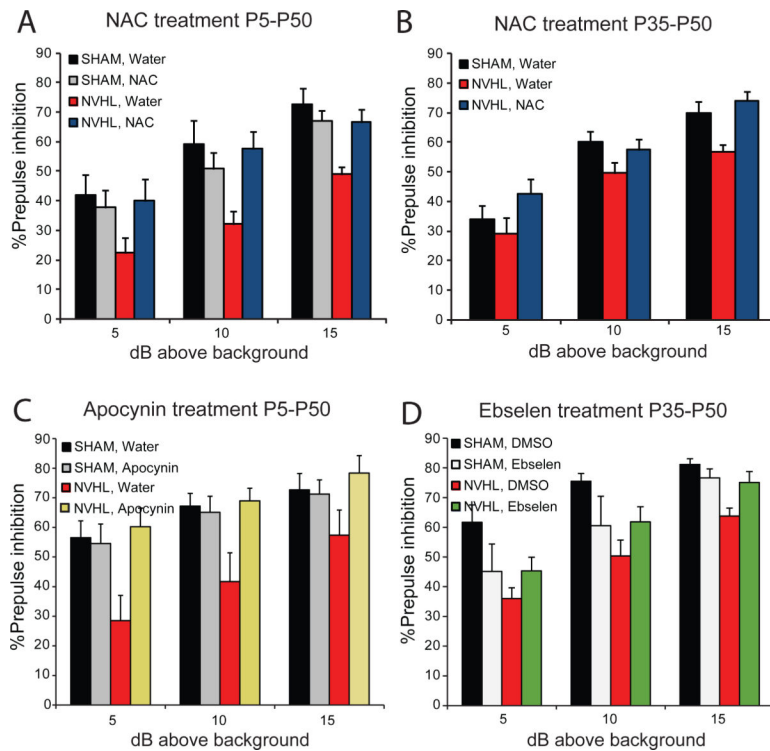 A
NAC treatment P5-P50
SHAM, Water
SHAM, NAC
NVHL, Water
NVHL, NAC
%Prepulse inhibition
90
80
70
60
50
40
30
20
10
0
5 10 15
dB above background
B
NAC treatment P35-P50
SHAM, Water
NVHL, Water
NVHL, NAC
%Prepulse inhibition
90
80
70
60
50
40
30
20
10
0
5 10 15
dB above background
C
Apocynin treatment P5-P50
SHAM, Water
SHAM, Apocynin
NVHL, Water
NVHL, Apocynin
%Prepulse inhibition
90
80
70
60
50
40
30
20
10
0
5 10 15
dB above background
D
Ebselen treatment P35-P50
SHAM, DMSO
SHAM, Ebselen
NVHL, DMSO
NVHL, Ebselen
%Prepulse inhibition
90
80
70
60
50
40
30
20
10
0
5 10 15
dB above background